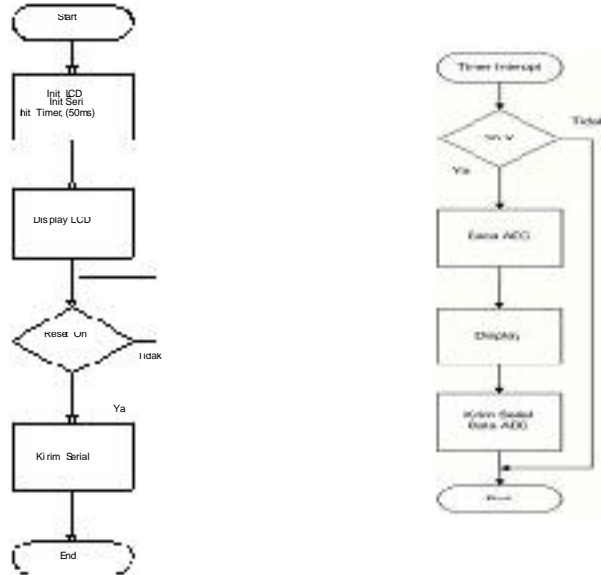 Start
Init LCD
Init Seri
Init Timer, (50ms)
Display LCD
Reset On
Tidak
Ya
Kirim Serial
End
Timer Interupt
Tidak
Ya
Baca ADC
Display
Kirim Serial
Data ADC